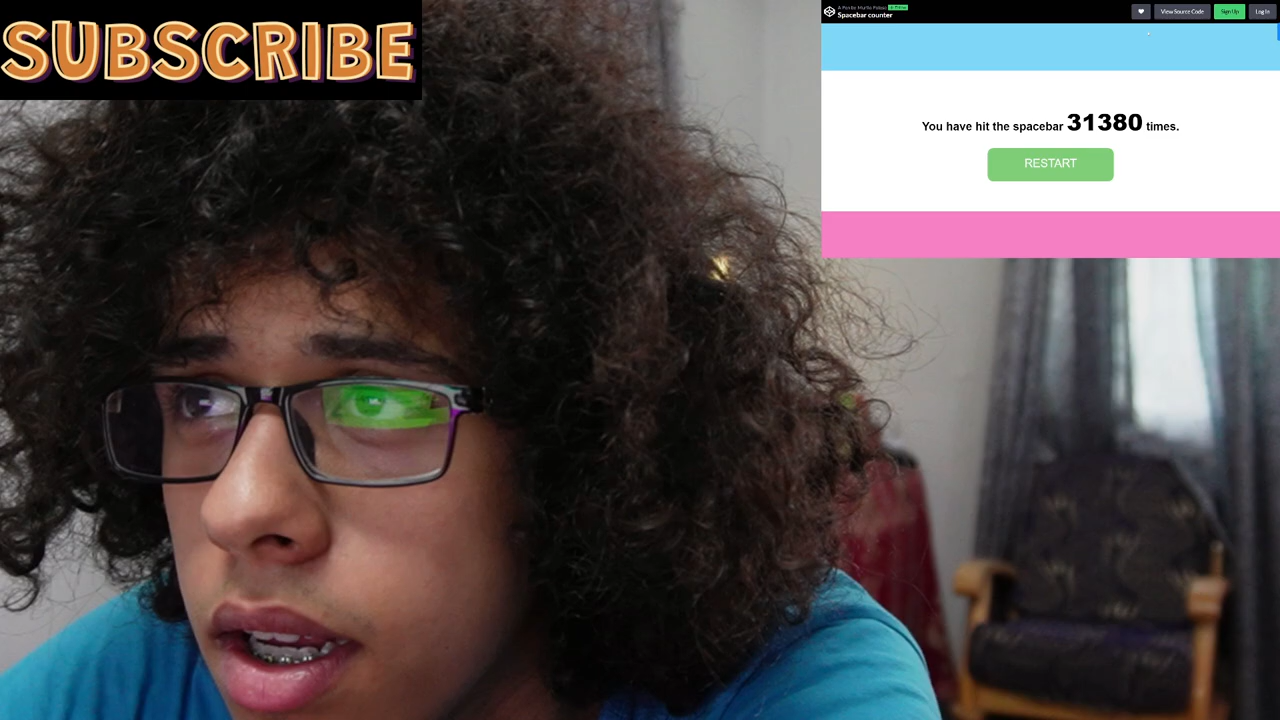 SUBSCRIBE
Spacebar counter
View Source Code
Sign Up
Log In
You have hit the spacebar 31380 times.
RESTART